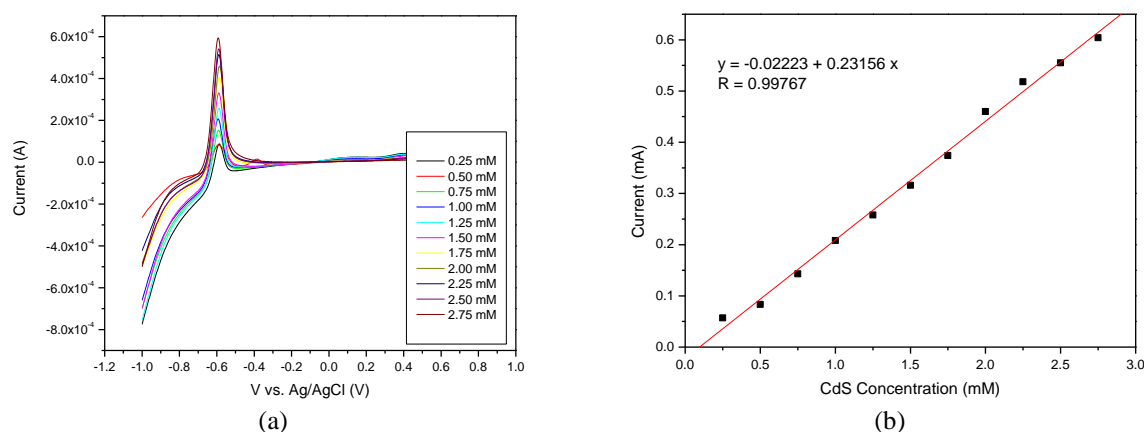 6.0x10-4
4.0x10-4
2.0x10-4
0.0
-2.0x10-4
-4.0x10-4
-6.0x10-4
-8.0x10-4
Current (A)
-1.2 -1.0 -0.8 -0.6 -0.4 -0.2 0.0 0.2 0.4 0.6 0.8 1.0
V vs. Ag/AgCl (V)
0.25 mM
0.50 mM
0.75 mM
1.00 mM
1.25 mM
1.50 mM
1.75 mM
2.00 mM
2.25 mM
2.50 mM
2.75 mM
(a)
0.6
0.5
0.4
0.3
0.2
0.1
0.0
Current (mA)
y = -0.02223 + 0.23156 x
R = 0.99767
0.0 0.5 1.0 1.5 2.0 2.5 3.0
CdS Concentration (mM)
(b)